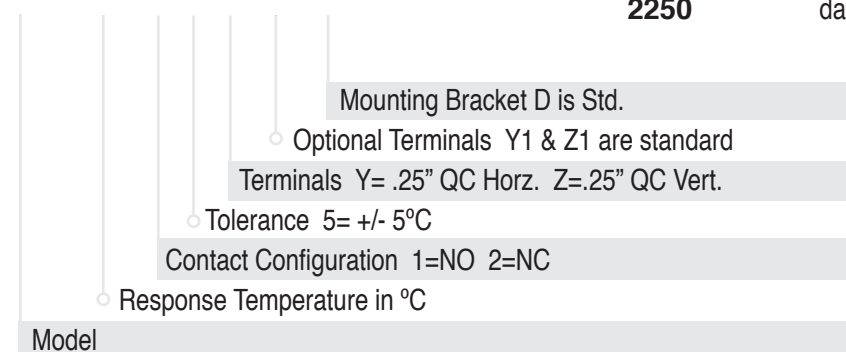 2250 da
Mounting Bracket D is Std.
Optional Terminals Y1 & Z1 are standard
Terminals Y= .25” QC Horz. Z=.25” QC Vert.
Tolerance 5= +/- 5ºC
Contact Configuration 1=NO 2=NC
Response Temperature in ºC
Model